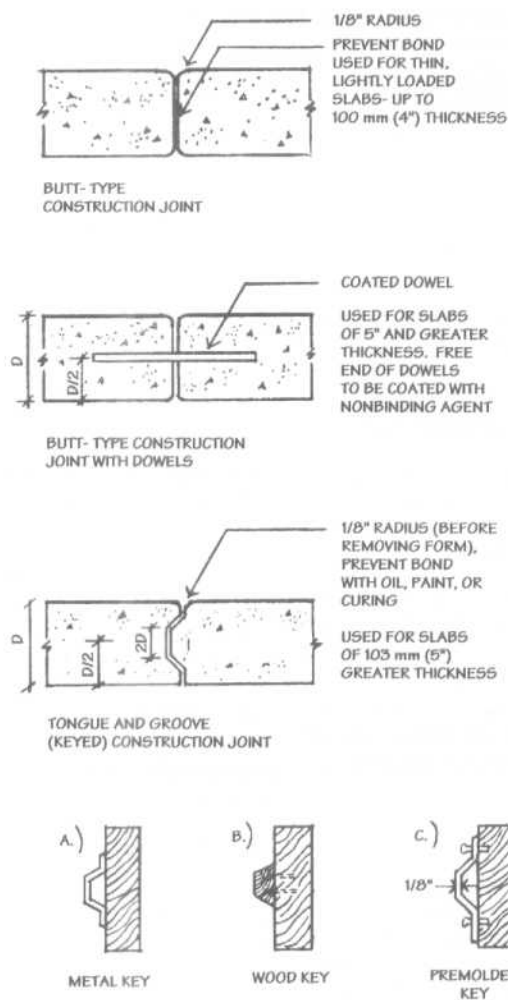 1/8" RADIUS
PREVENT BOND
USED FOR THIN,
LIGHTLY LOADED
SLABS- UP TO
100 mm (4") THICKNESS
BUTT- TYPE
CONSTRUCTION JOINT
COATED DOWEL
USED FOR SLABS
OF 5" AND GREATER
THICKNESS. FREE
END OF DOWELS
TO BE COATED WITH
NONBINDING AGENT
D
D/2
BUTT- TYPE CONSTRUCTION
JOINT WITH DOWELS
1/8" RADIUS (BEFORE
REMOVING FORM),
PREVENT BOND
WITH OIL, PAINT, OR
CURING
USED FOR SLABS
OF 103 mm (5")
GREATER THICKNESS
D
D/2
2D
TONGUE AND GROOVE
(KEYED) CONSTRUCTION JOINT
A.)
B.)
C.)
1/8"
METAL KEY
WOOD KEY
PREMOLDE
KEY